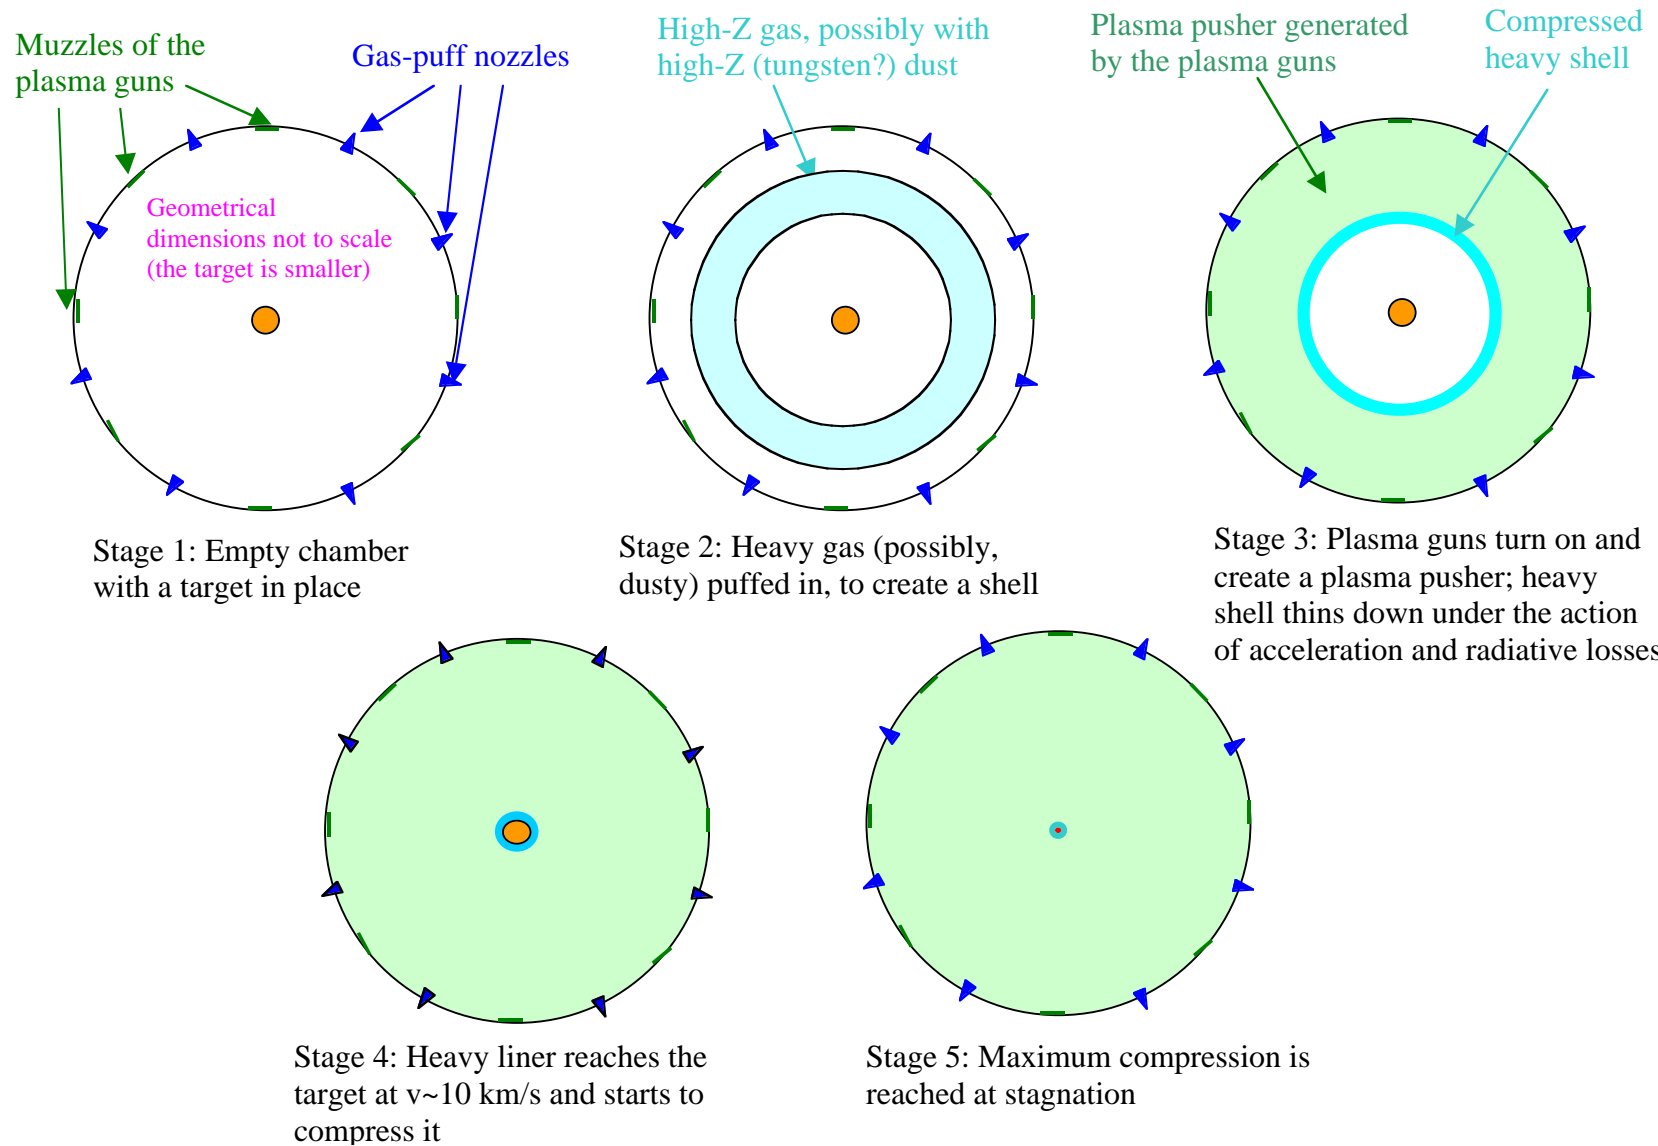 Muzzles of the
plasma guns
Gas-puff nozzles
High-Z gas, possibly with
high-Z (tungsten?) dust
Plasma pusher generated
by the plasma guns
Compressed
heavy shell
Geometrical
dimensions not to scale
(the target is smaller)
Stage 1: Empty chamber
with a target in place
Stage 2: Heavy gas (possibly,
dusty) puffed in, to create a shell
Stage 3: Plasma guns turn on and
create a plasma pusher; heavy
shell thins down under the action
of acceleration and radiative losses
Stage 4: Heavy liner reaches the
target at v~10 km/s and starts to
compress it
Stage 5: Maximum compression is
reached at stagnation